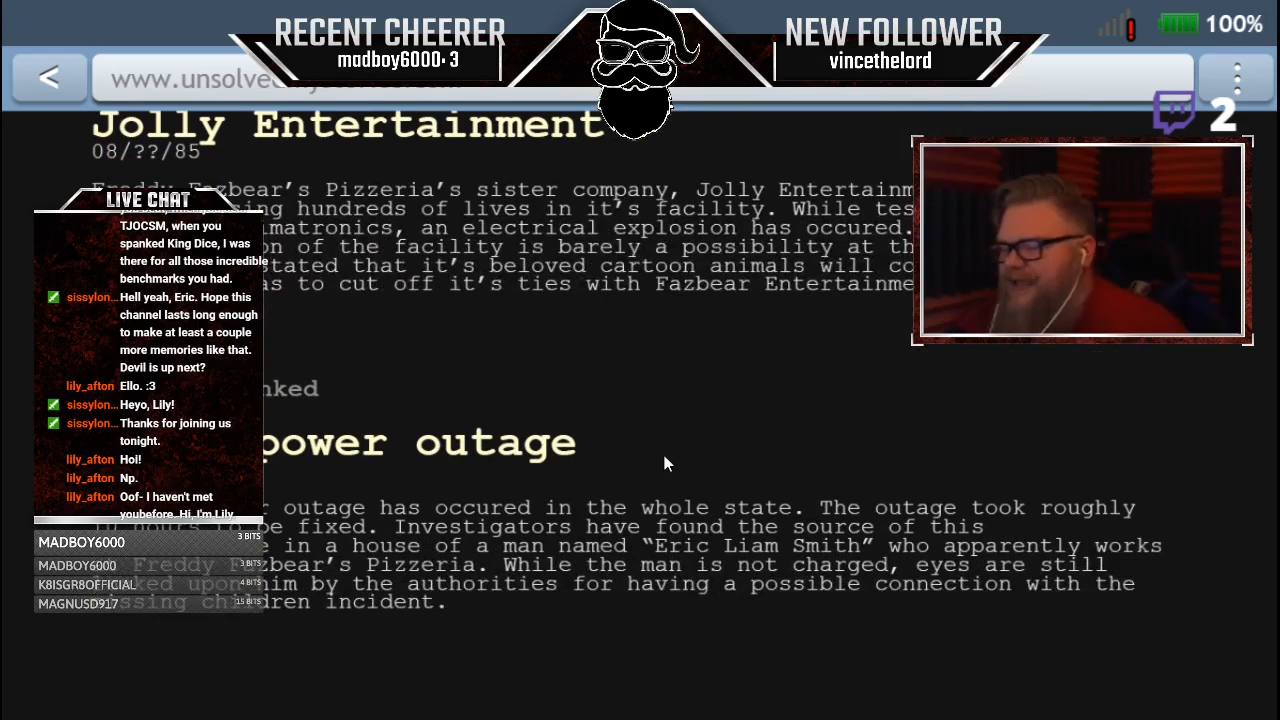 RECENT CHEERER
madboy6000· 3
NEW FOLLOWER
vincethelord
100%
<
www.unsolve
2
Jolly Entertainment
08/??/85
Freddy Fazbear's Pizzeria's sister company, Jolly Entertainm
sing hundreds of lives in it's facility. While tes
imatronics, an electrical explosion has occured.
on of the facility is barely a possibility at th
stated that it's beloved cartoon animals will co
as to cut off it's ties with Fazbear Entertainme
nked
power outage
r outage has occured in the whole state. The outage took roughly
hours to be fixed. Investigators have found the source of this
e in a house of a man named “Eric Liam Smith” who apparently works
Freddy Fazbear's Pizzeria. While the man is not charged, eyes are still
ked upon him by the authorities for having a possible connection with the
missing children incident.
LIVE CHAT
TJOCSM, when you
spanked King Dice, I was
there for all those incredible
benchmarks you had.
sissylon... Hell yeah, Eric. Hope this
channel lasts long enough
to make at least a couple
more memories like that.
Devil is up next?
lily_afton Ello. :3
sissylon... Heyo, Lily!
sissylon... Thanks for joining us
tonight.
lily_afton Hoi!
lily_afton Np.
lily_afton Oof- I haven't met
youbefore. Hi, I'm Lily.
MADBOY6000 3 BITS
MADBOY6000 3 BITS
K8ISGR8OFFICIAL 4 BITS
MAGNUSD917 15 BITS